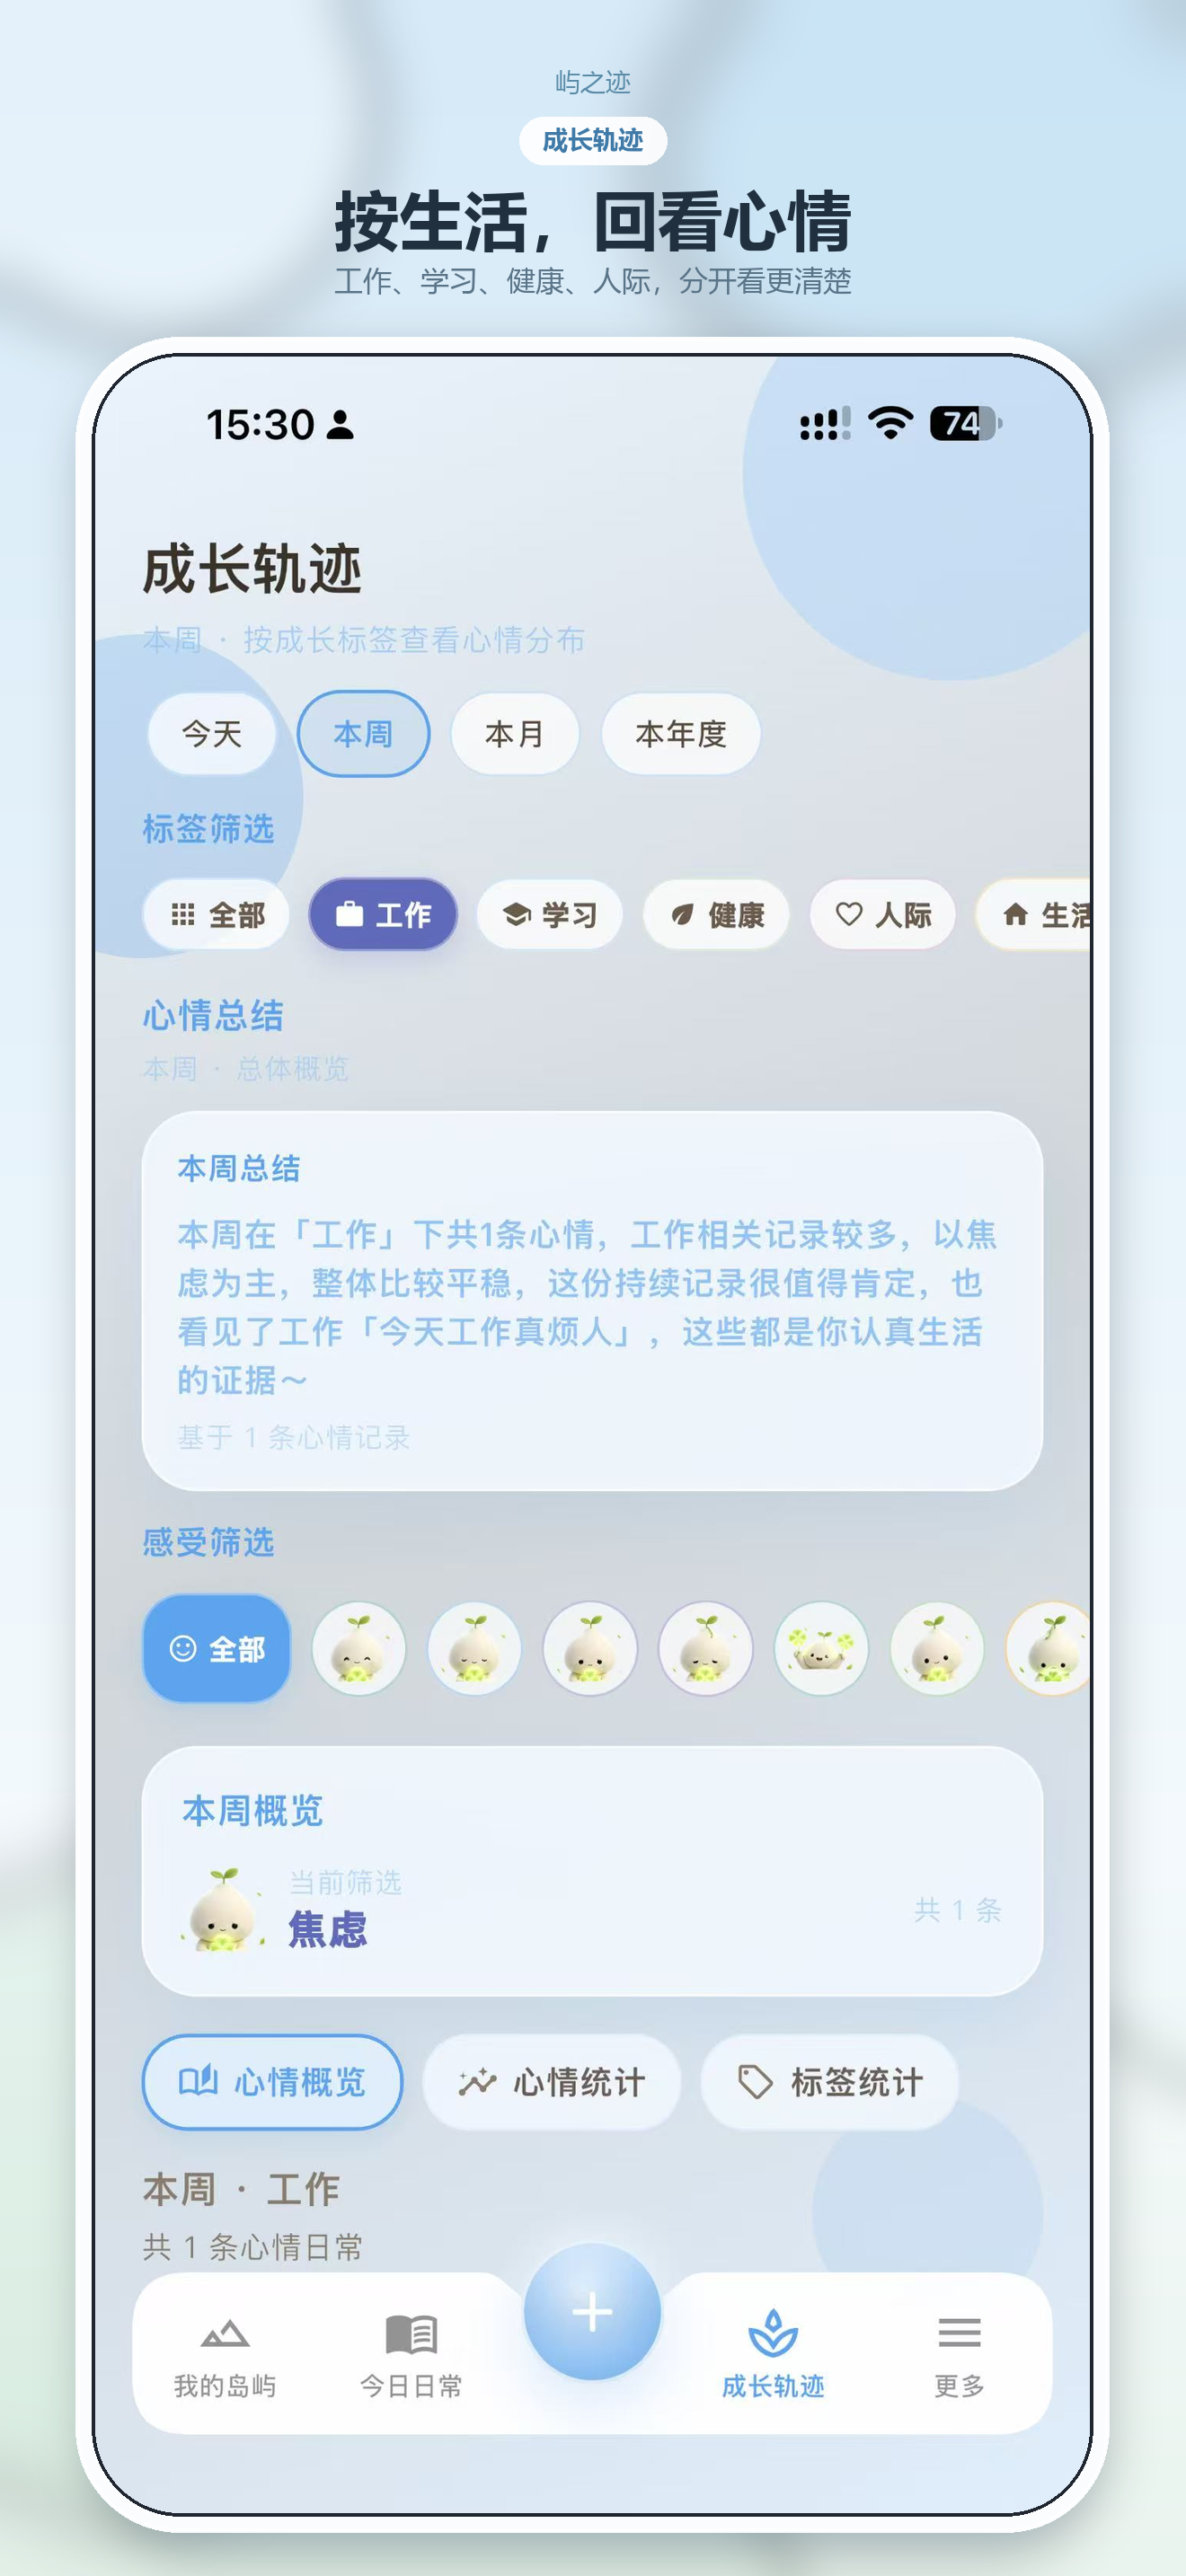 屿之迹
成长轨迹
按生活，回看心情
工作、学习、健康、人际，分开看更清楚
15:30
74
成长轨迹
本周 · 按成长标签查看心情分布
今天 本周 本月 本年度
标签筛选
全部 工作 学习 健康 人际 生活
心情总结
本周 · 总体概览
本周总结
本周在「工作」下共1条心情，工作相关记录较多，以焦
虑为主，整体比较平稳，这份持续记录很值得肯定，也
看见了工作「今天工作真烦人」，这些都是你认真生活
的证据～
基于 1 条心情记录
感受筛选
全部
本周概览
当前筛选
焦虑
共 1 条
心情概览 心情统计 标签统计
本周 · 工作
共 1 条心情日常
我的岛屿 今日日常 成长轨迹 更多